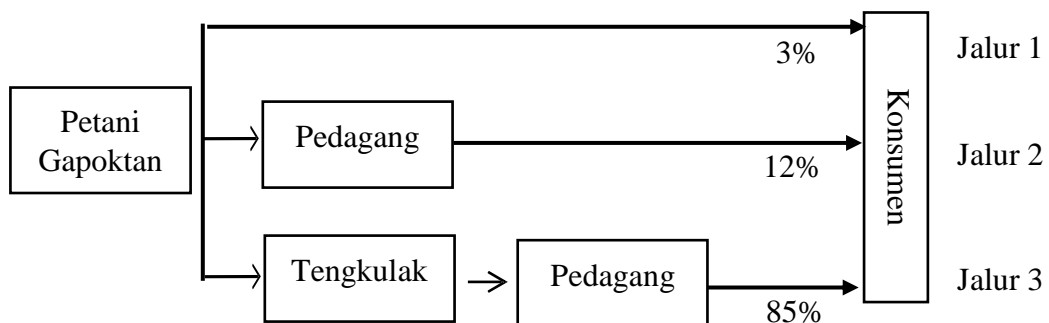 3%
Jalur 1
Petani
Gapoktan
Pedagang
12%
Konsumen
Jalur 2
Tengkulak
Pedagang
85%
Jalur 3